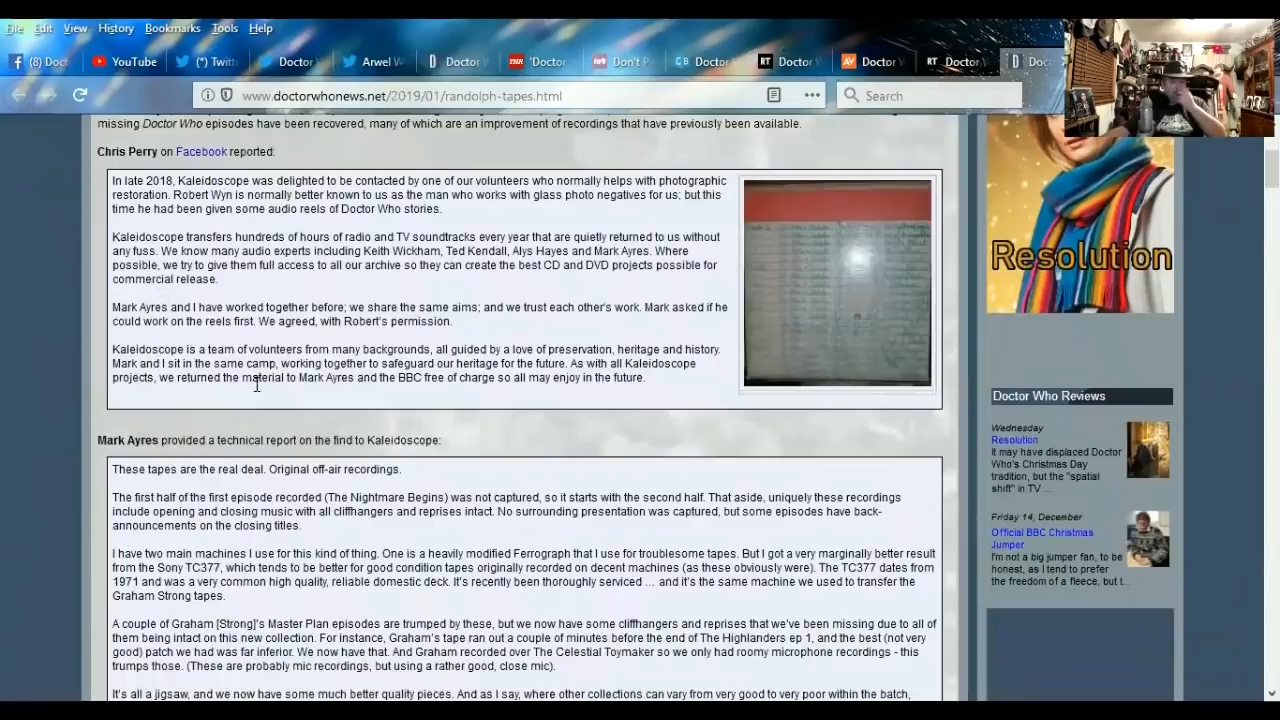 File Edit View History Bookmarks Tools Help
(8) Doct YouTube (*) Twitt Doctor Arwel W Doctor 'Doctor Don't P Doctor Doctor W Doctor W Doctor Doct
www.doctorwhonews.net/2019/01/randolph-tapes.html Search
missing Doctor Who episodes have been recovered, many of which are an improvement of recordings that have previously been available.
Chris Perry on Facebook reported:
In late 2018, Kaleidoscope was delighted to be contacted by one of our volunteers who normally helps with photographic
restoration. Robert Wyn is normally better known to us as the man who works with glass photo negatives for us; but this
time he had been given some audio reels of Doctor Who stories.
Kaleidoscope transfers hundreds of hours of radio and TV soundtracks every year that are quietly returned to us without
any fuss. We know many audio experts including Keith Wickham, Ted Kendall, Alys Hayes and Mark Ayres. Where
possible, we try to give them full access to all our archive so they can create the best CD and DVD projects possible for
commercial release.
Mark Ayres and I have worked together before; we share the same aims; and we trust each other's work. Mark asked if he
could work on the reels first. We agreed, with Robert's permission.
Kaleidoscope is a team of volunteers from many backgrounds, all guided by a love of preservation, heritage and history.
Mark and I sit in the same camp, working together to safeguard our heritage for the future. As with all Kaleidoscope
projects, we returned the material to Mark Ayres and the BBC free of charge so all may enjoy in the future.
Mark Ayres provided a technical report on the find to Kaleidoscope:
These tapes are the real deal. Original off-air recordings.
The first half of the first episode recorded (The Nightmare Begins) was not captured, so it starts with the second half. That aside, uniquely these recordings
include opening and closing music with all cliffhangers and reprises intact. No surrounding presentation was captured, but some episodes have back-
announcements on the closing titles.
I have two main machines I use for this kind of thing. One is a heavily modified Ferrograph that I use for troublesome tapes. But I got a very marginally better result
from the Sony TC377, which tends to be better for good condition tapes originally recorded on decent machines (as these obviously were). The TC377 dates from
1971 and was a very common high quality, reliable domestic deck. It's recently been thoroughly serviced ... and it's the same machine we used to transfer the
Graham Strong tapes.
A couple of Graham [Strong]'s Master Plan episodes are trumped by these, but we now have some cliffhangers and reprises that we've been missing due to all of
them being intact on this new collection. For instance, Graham's tape ran out a couple of minutes before the end of The Highlanders ep 1, and the best (not very
good) patch we had was far inferior. We now have that. And Graham recorded over The Celestial Toymaker so we only had roomy microphone recordings - this
trumps those. (These are probably mic recordings, but using a rather good, close mic).
It's all a jigsaw, and we now have some much better quality pieces. And as I say, where other collections can vary from very good to very poor within the batch,
Resolution
Doctor Who Reviews
Wednesday
Resolution
It may have displaced Doctor
Who's Christmas Day
tradition, but the "spatial
shift" in TV ...
Friday 14, December
Official BBC Christmas
Jumper
I'm not a big jumper fan, to be
honest, as I tend to prefer
the freedom of a fleece, but t...